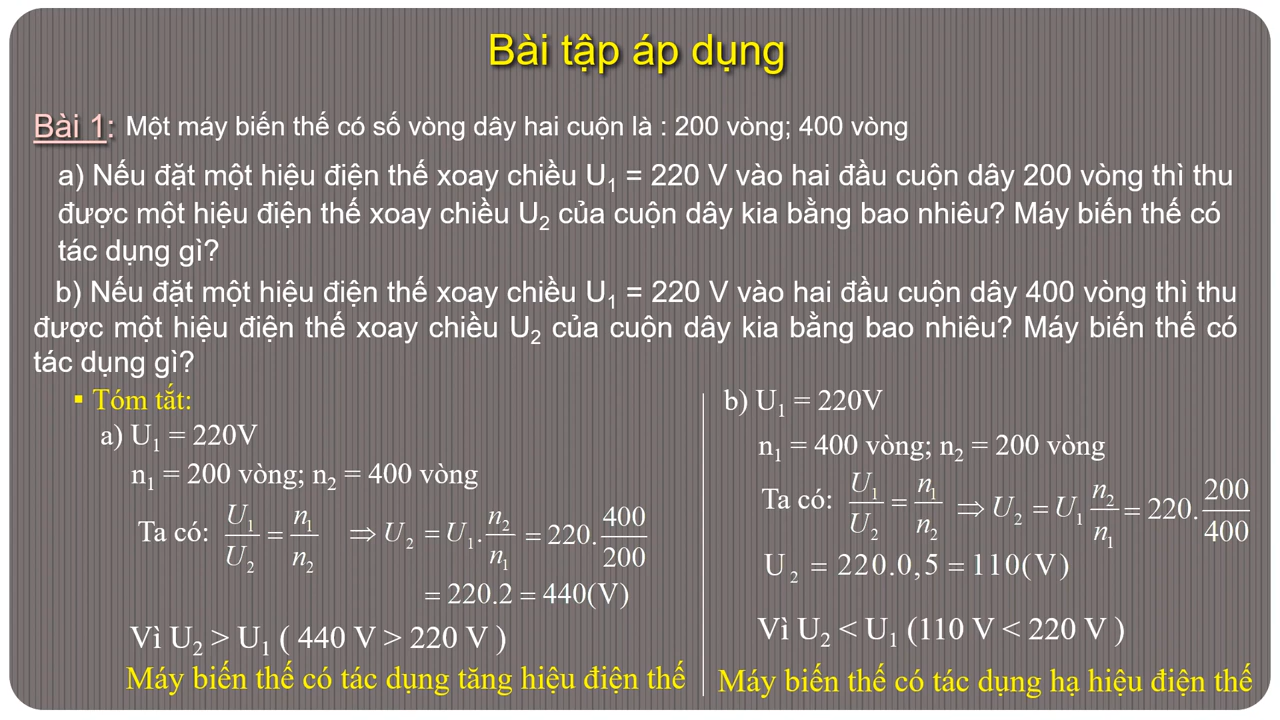 Bài tập áp dụng
Bài 1: Một máy biến thế có số vòng dây hai cuộn là : 200 vòng; 400 vòng
a) Nếu đặt một hiệu điện thế xoay chiều U₁ = 220 V vào hai đầu cuộn dây 200 vòng thì thu
được một hiệu điện thế xoay chiều U₂ của cuộn dây kia bằng bao nhiêu? Máy biến thế có
tác dụng gì?
b) Nếu đặt một hiệu điện thế xoay chiều U₁ = 220 V vào hai đầu cuộn dây 400 vòng thì thu
được một hiệu điện thế xoay chiều U₂ của cuộn dây kia bằng bao nhiêu? Máy biến thế có
tác dụng gì?
▪ Tóm tắt:
a) U₁ = 220V
n₁ = 200 vòng; n₂ = 400 vòng
Ta có: U₁/U₂ = n₁/n₂ ⇒ U₂ = U₁.n₂/n₁ = 220.400/200
= 220.2 = 440(V)
Vì U₂ > U₁ ( 440 V > 220 V )
Máy biến thế có tác dụng tăng hiệu điện thế
b) U₁ = 220V
n₁ = 400 vòng; n₂ = 200 vòng
Ta có: U₁/U₂ = n₁/n₂ ⇒ U₂ = U₁ n₂/n₁ = 220.200/400
U₂ = 220.0,5 = 110(V)
Vì U₂ < U₁ (110 V < 220 V )
Máy biến thế có tác dụng hạ hiệu điện thế